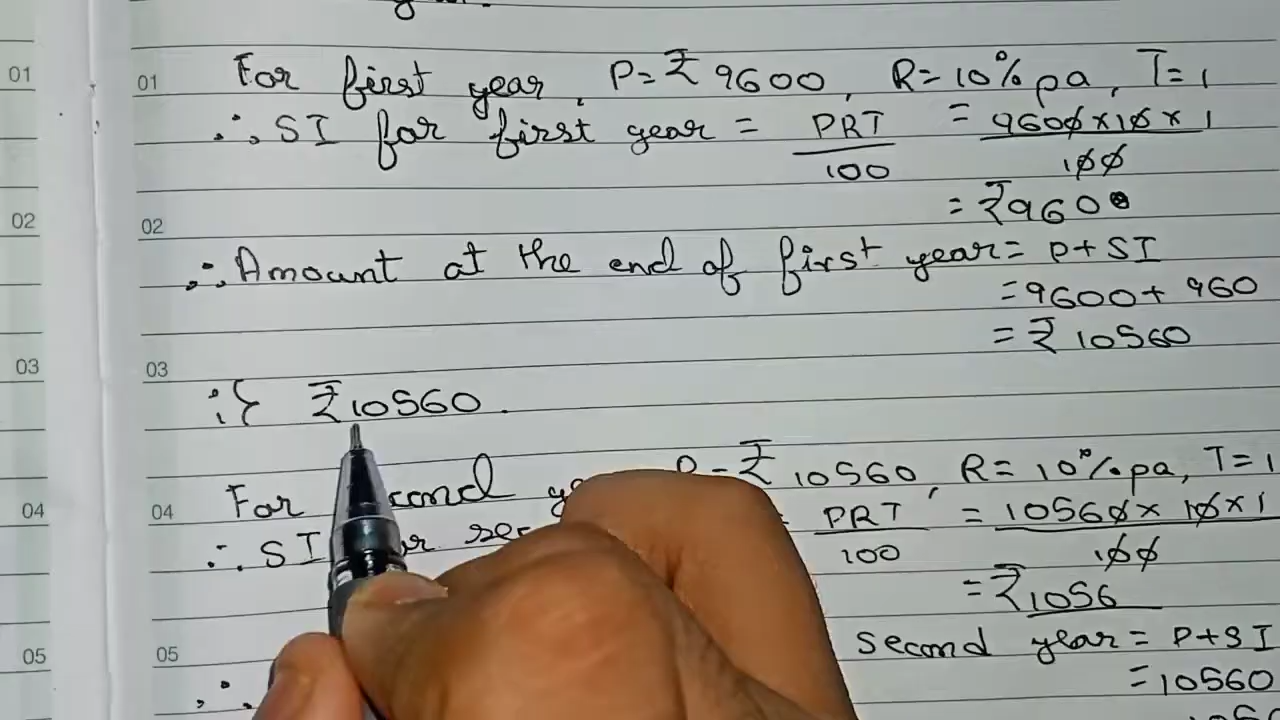 01 01 For first year, P=₹9600, R=10% pa, T=1
∴ SI for first year = PRT/100 = 9600×10×1/100
= ₹960
02 02
∴ Amount at the end of first year = P+SI
= 9600+ 960
= ₹10560
03 03
i} ₹10560.
For second P=₹10560, R=10% pa, T=1
04 04
∴ SI PRT/100 = 10560×10×1/100
= ₹1056
05 05 second year = P+SI
∴ = 10560